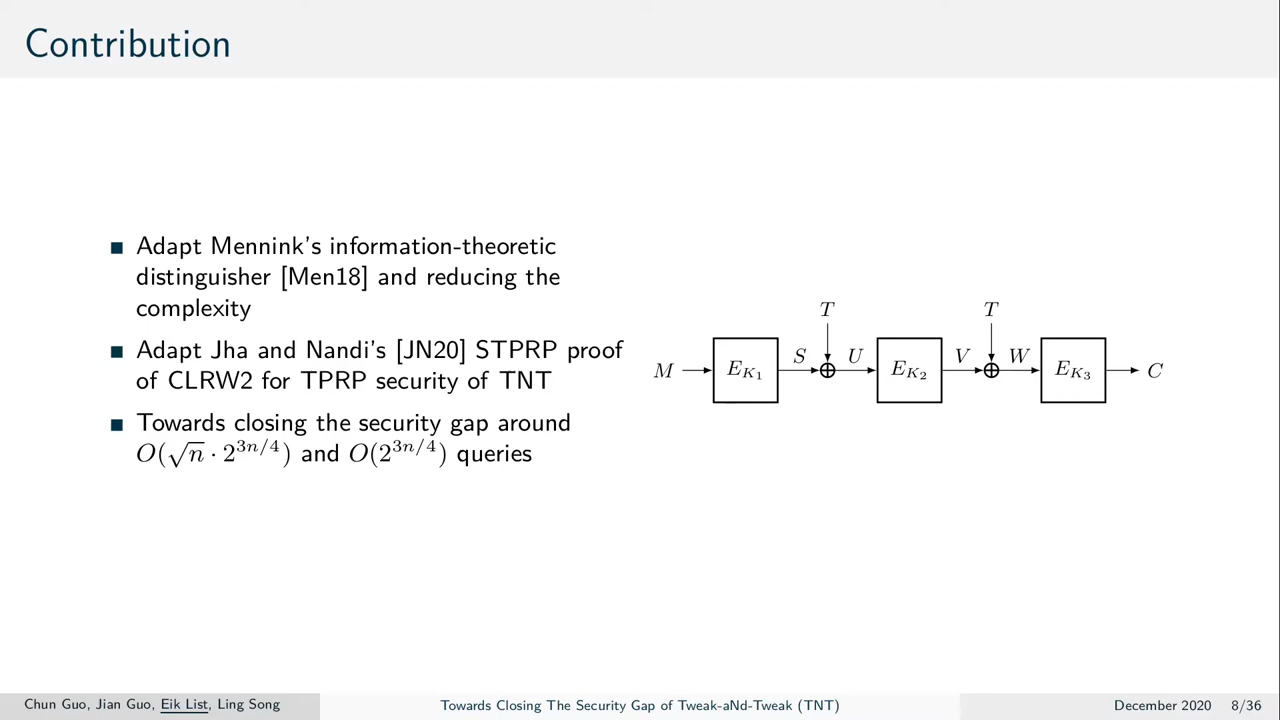 Contribution
Adapt Mennink's information-theoretic
distinguisher [Men18] and reducing the
complexity
Adapt Jha and Nandi's [JN20] STPRP proof
of CLRW2 for TPRP security of TNT
Towards closing the security gap around
O(√n · 2^{3n/4}) and O(2^{3n/4}) queries
T T
M E_{K_1} S ⊕ U E_{K_2} V ⊕ W E_{K_3} C
Chun Guo, Jian Guo, Eik List, Ling Song Towards Closing The Security Gap of Tweak-aNd-Tweak (TNT) December 2020 8/36